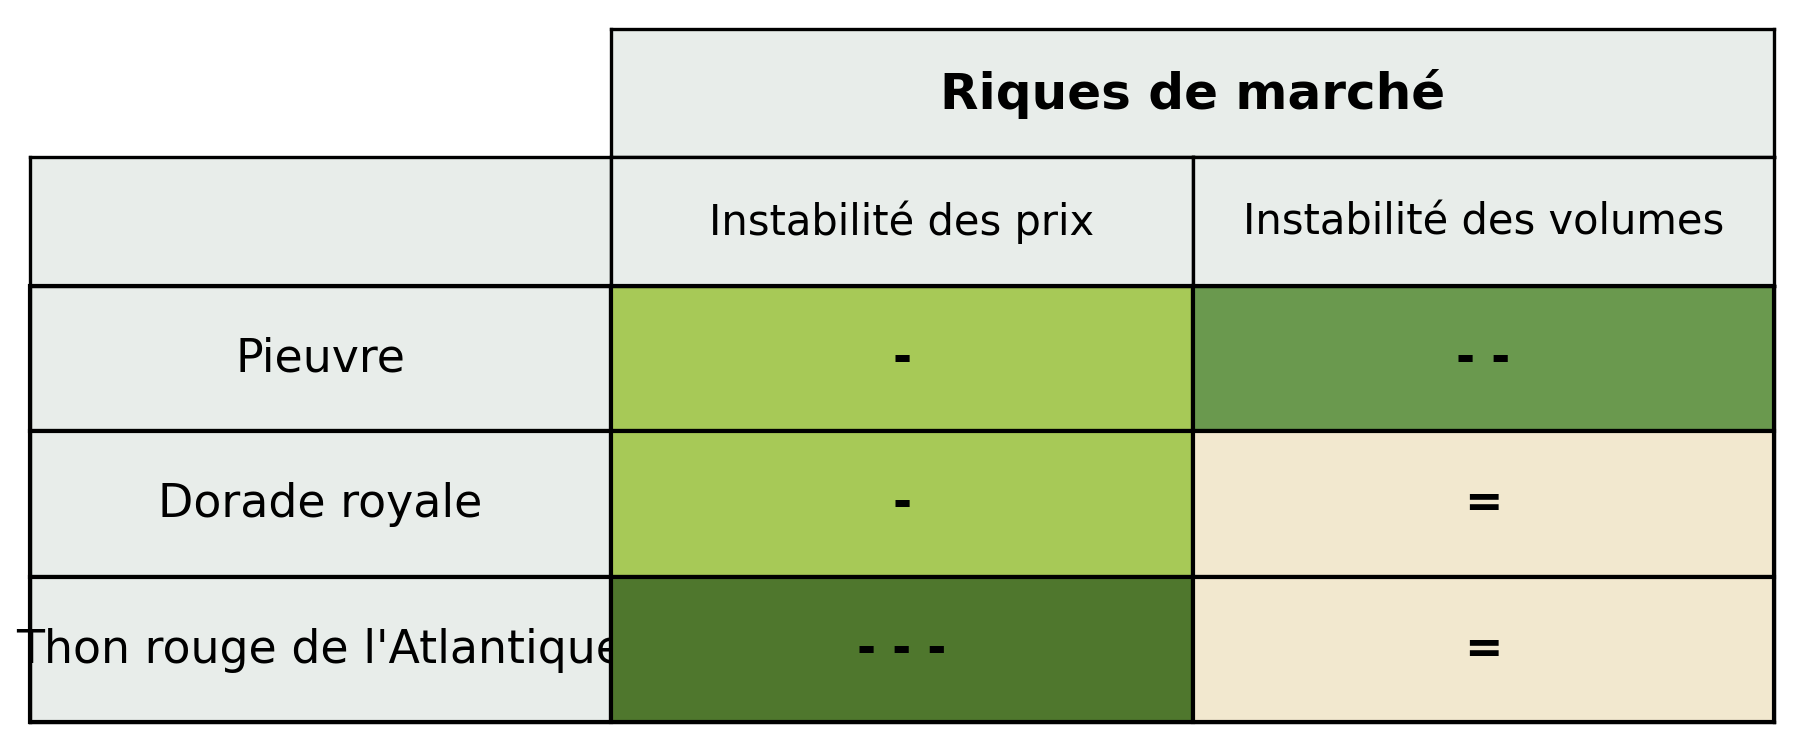 Riques de marché
Instabilité des prix Instabilité des volumes
Pieuvre - - -
Dorade royale - =
Thon rouge de l'Atlantique - - - =